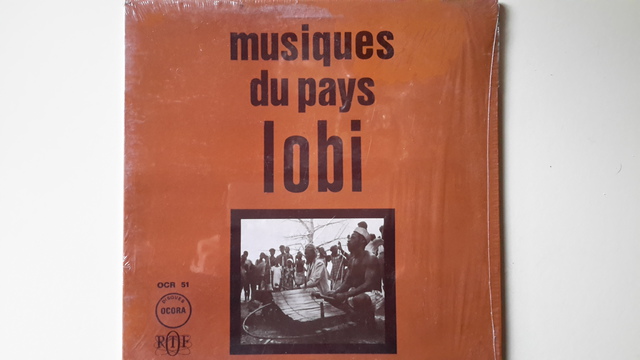 musiques
du pays
lobi
OCR 51
OCORA
RTF